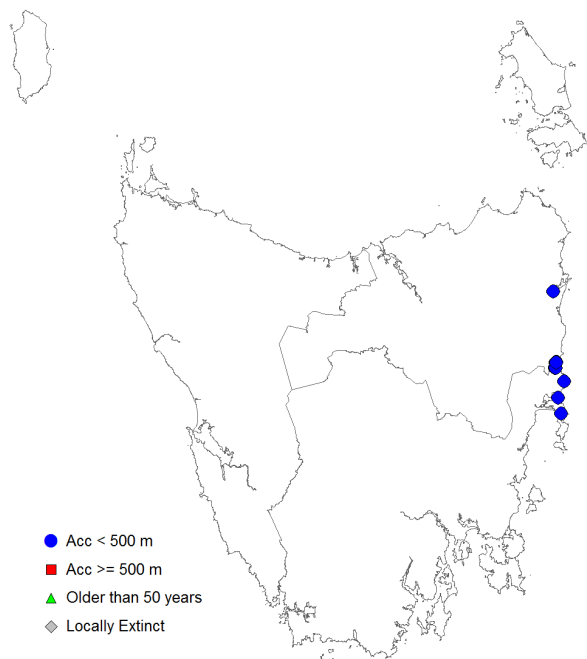 Acc < 500 m
Acc >= 500 m
Older than 50 years
Locally Extinct